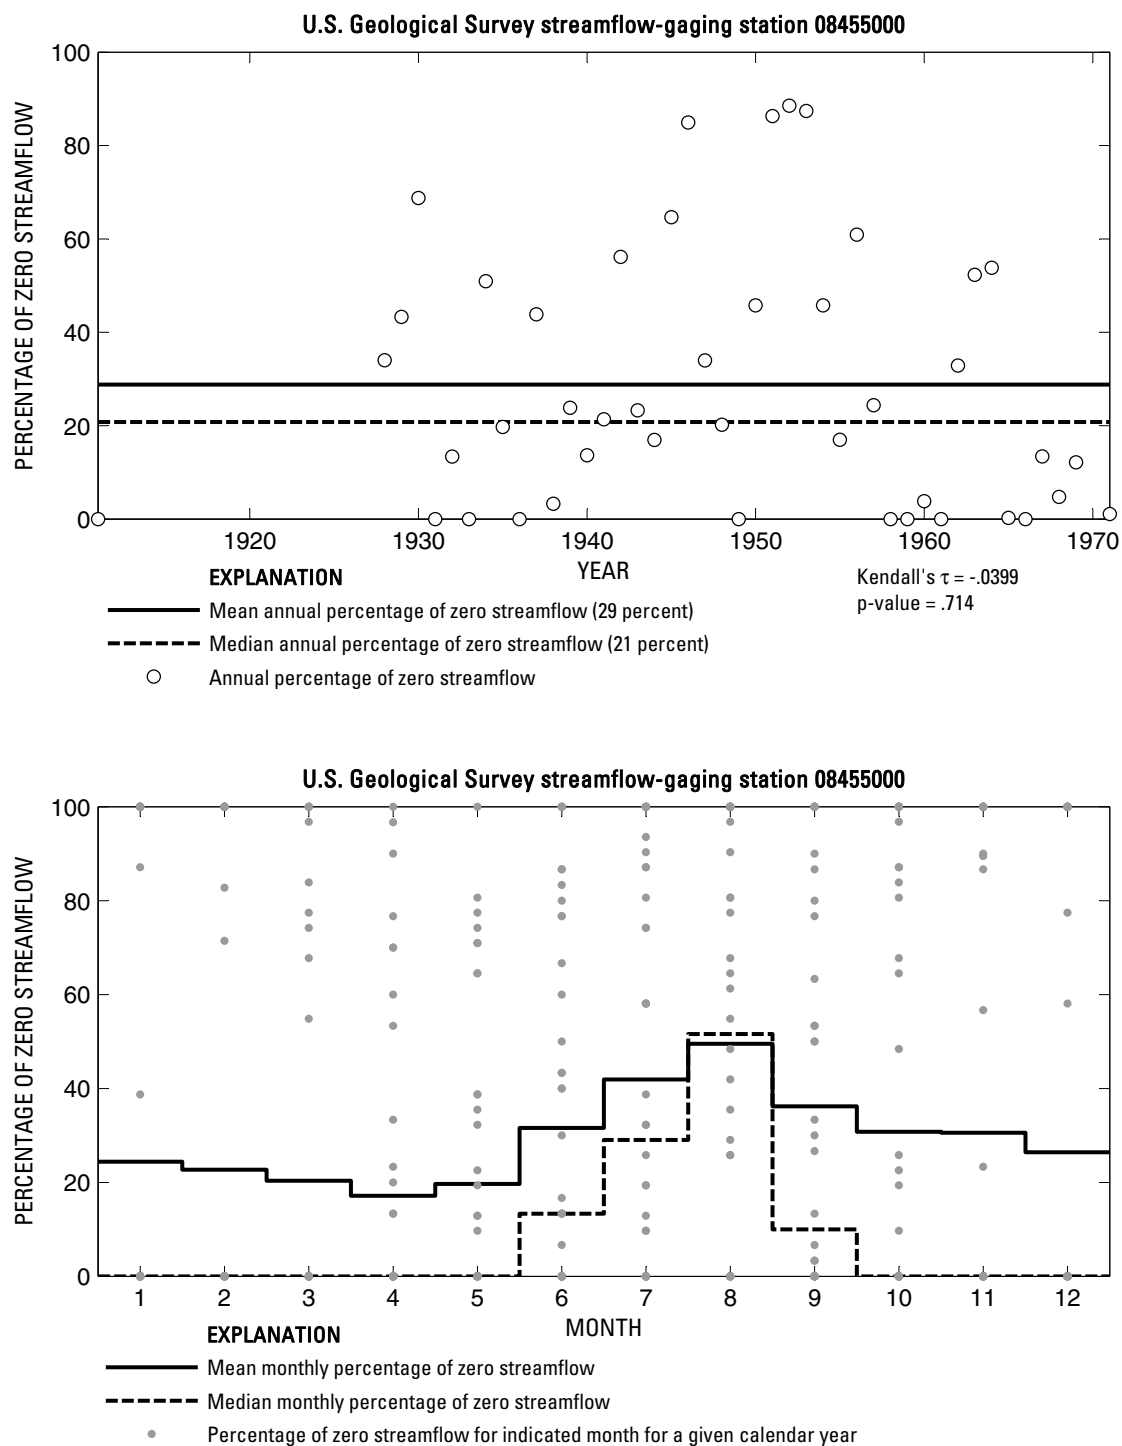 U.S. Geological Survey streamflow-gaging station 08455000
PERCENTAGE OF ZERO STREAMFLOW
100
80
60
40
20
0
1920 1930 1940 1950 1960 1970
YEAR
EXPLANATION
Mean annual percentage of zero streamflow (29 percent)
Median annual percentage of zero streamflow (21 percent)
Annual percentage of zero streamflow
Kendall's τ = -.0399
p-value = .714
U.S. Geological Survey streamflow-gaging station 08455000
PERCENTAGE OF ZERO STREAMFLOW
100
80
60
40
20
0
1 2 3 4 5 6 7 8 9 10 11 12
MONTH
EXPLANATION
Mean monthly percentage of zero streamflow
Median monthly percentage of zero streamflow
Percentage of zero streamflow for indicated month for a given calendar year